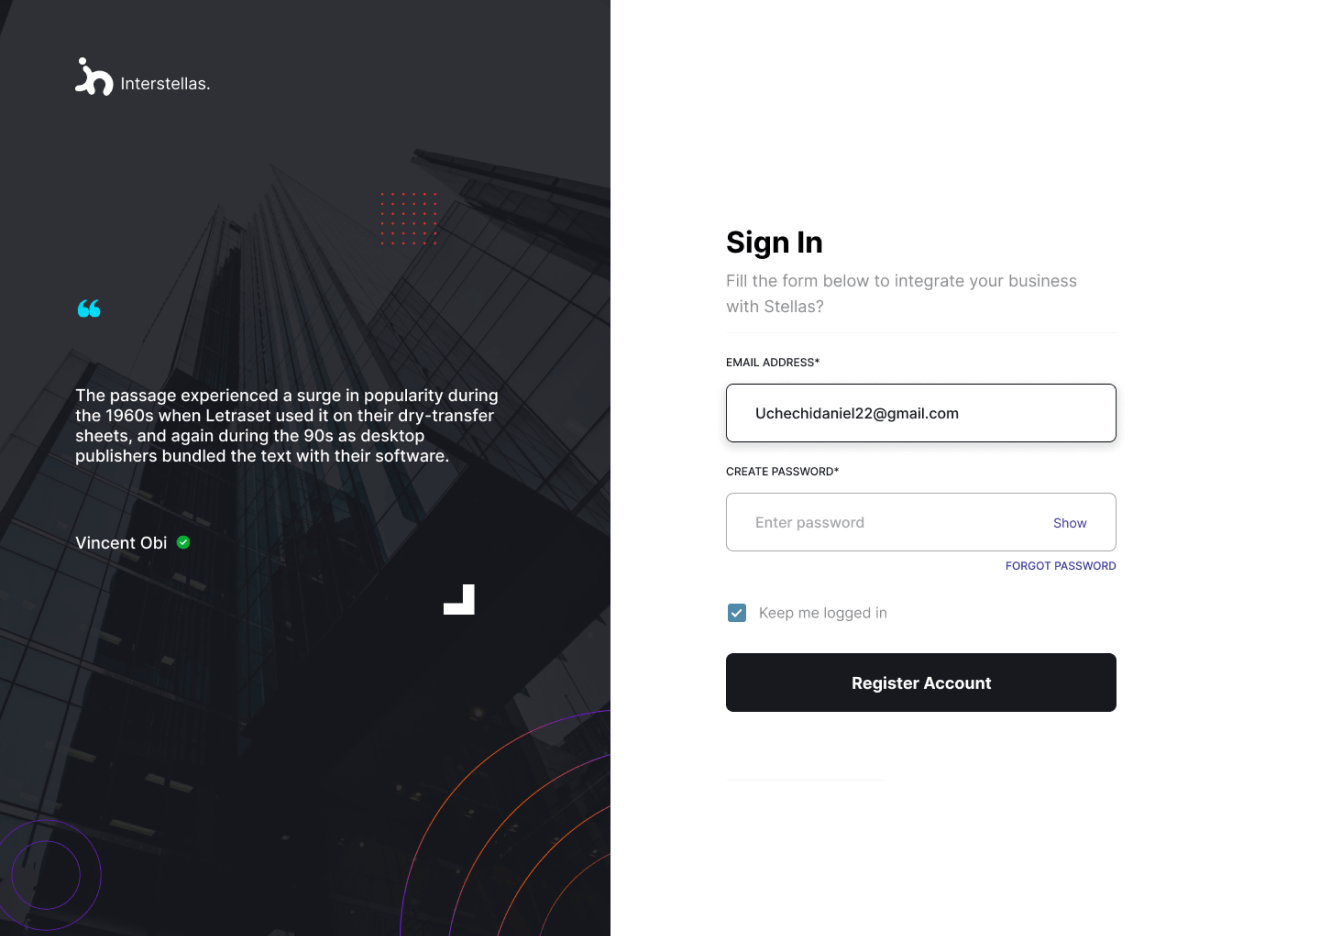 Interstellas.
The passage experienced a surge in popularity during
the 1960s when Letraset used it on their dry-transfer
sheets, and again during the 90s as desktop
publishers bundled the text with their software.
Vincent Obi
Sign In
Fill the form below to integrate your business
with Stellas?
EMAIL ADDRESS*
Uchechidaniel22@gmail.com
CREATE PASSWORD*
Enter password
Show
FORGOT PASSWORD
Keep me logged in
Register Account